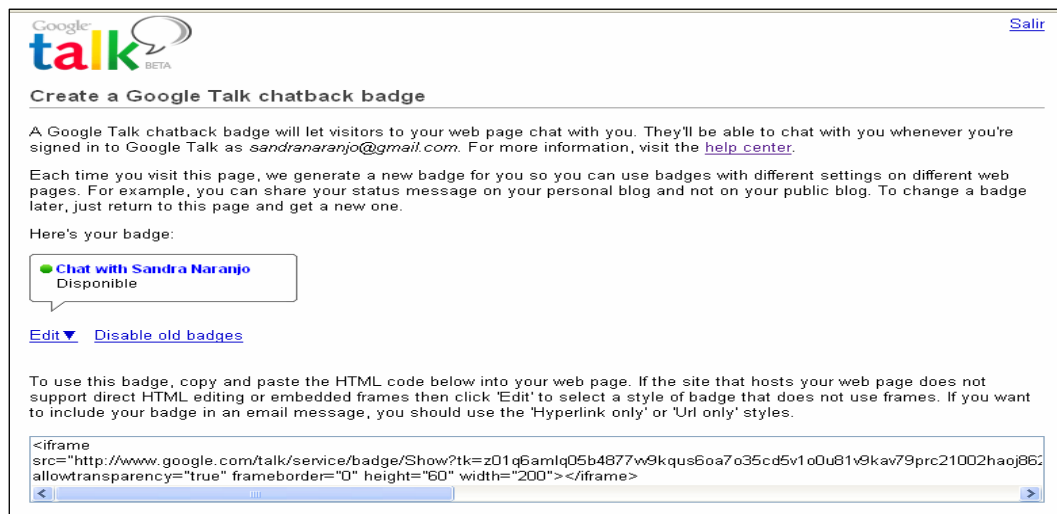 Google
talk
BETA
Salir
Create a Google Talk chatback badge
A Google Talk chatback badge will let visitors to your web page chat with you. They'll be able to chat with you whenever you're
signed in to Google Talk as sandranaranjo@gmail.com. For more information, visit the help center.
Each time you visit this page, we generate a new badge for you so you can use badges with different settings on different web
pages. For example, you can share your status message on your personal blog and not on your public blog. To change a badge
later, just return to this page and get a new one.
Here's your badge:
Chat with Sandra Naranjo
Disponible
Edit▼ Disable old badges
To use this badge, copy and paste the HTML code below into your web page. If the site that hosts your web page does not
support direct HTML editing or embedded frames then click 'Edit' to select a style of badge that does not use frames. If you want
to include your badge in an email message, you should use the 'Hyperlink only' or 'Url only' styles.
<iframe
src="http://www.google.com/talk/service/badge/Show?tk=z01q6amlq05b4877w9kqus6oa7o35cd5v1o0u81v9kav79prc21002haoj862
allowtransparency="true" frameborder="0" height="60" width="200"></iframe>